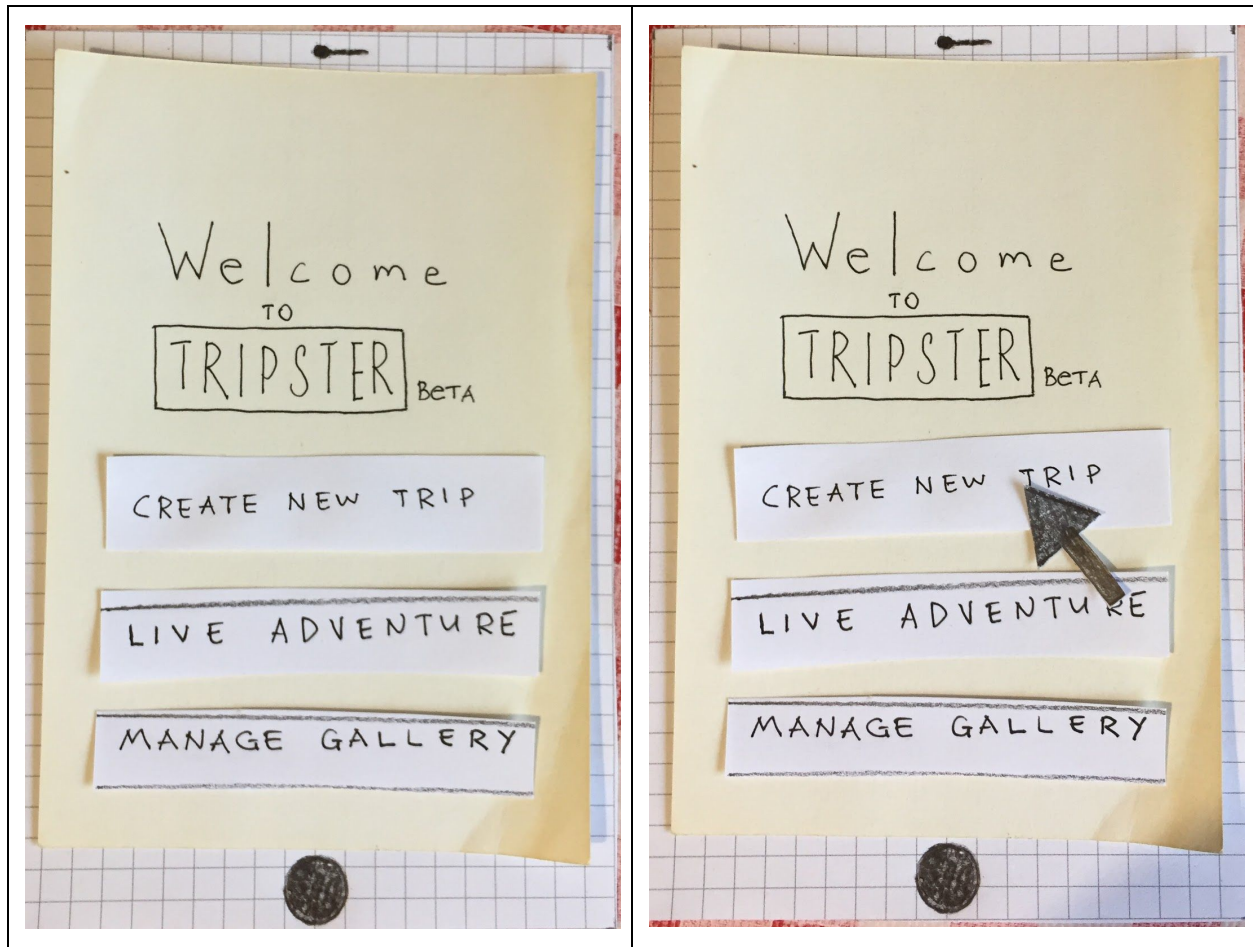 Welcome
TO
TRIPSTER BeTA
CREATE NEW TRIP
LIVE ADVENTURE
MANAGE GALLERY
Welcome
TO
TRIPSTER BeTA
CREATE NEW TRIP
LIVE ADVENTURE
MANAGE GALLERY